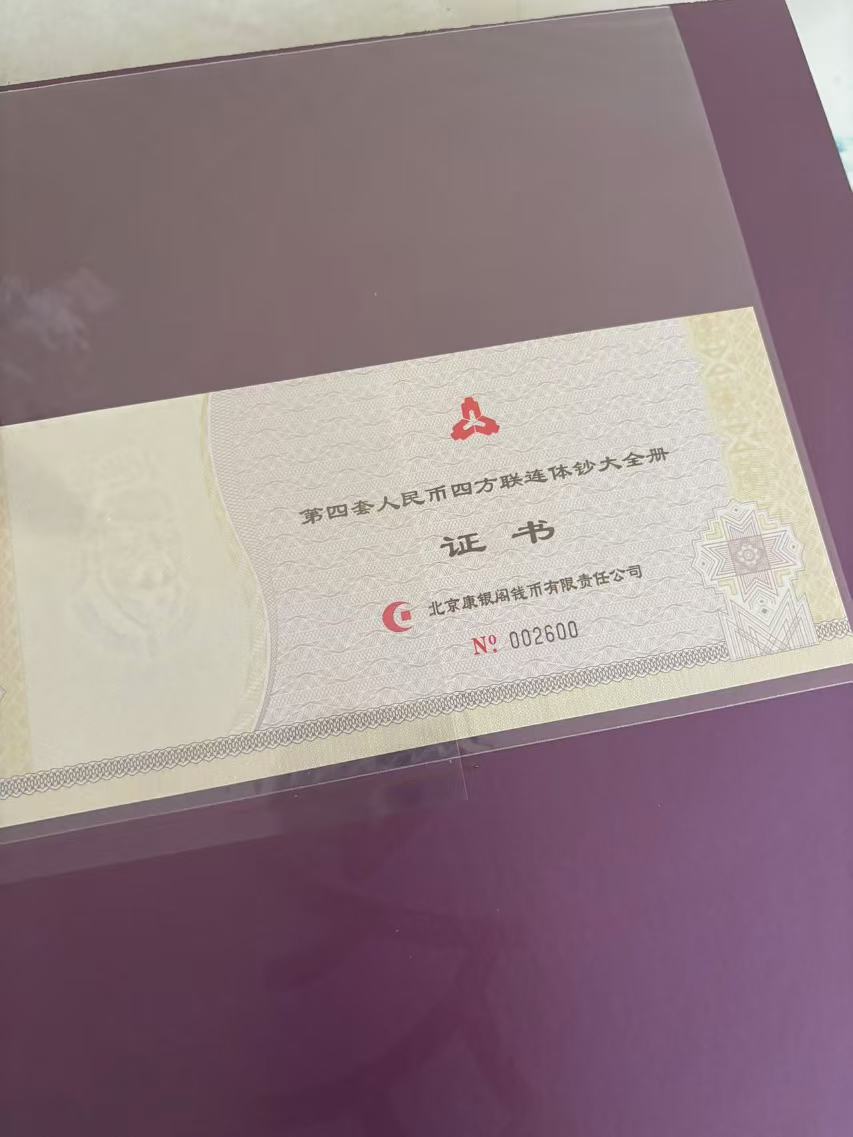 第四套人民币四方联连体钞大全册
证书
北京康银阁钱币有限责任公司
Nº. 002600